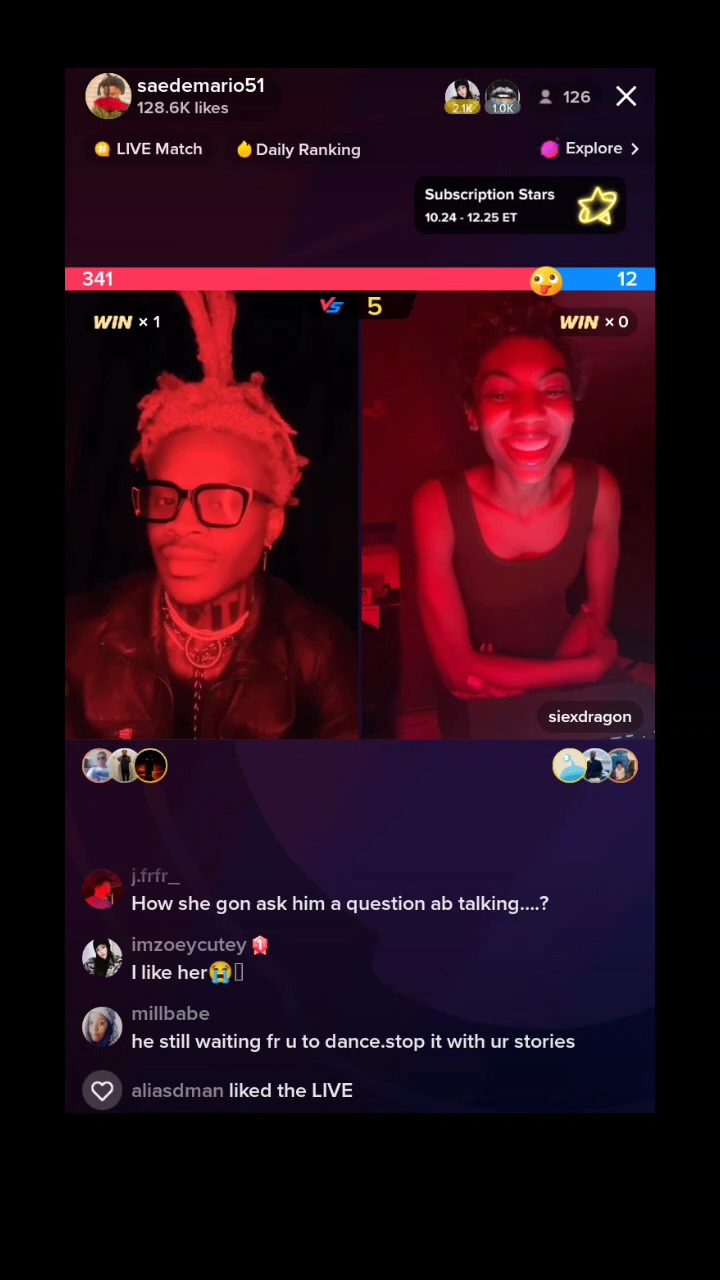 saedemario51
128.6K likes
2.1K
1.0K
126
LIVE Match
Daily Ranking
Explore
Subscription Stars
10.24 - 12.25 ET
341
12
VS
5
WIN × 1
WIN × 0
siexdragon
j.frfr_
How she gon ask him a question ab talking....?
imzoeycutey
1
I like her😭
millbabe
he still waiting fr u to dance.stop it with ur stories
aliasdman liked the LIVE